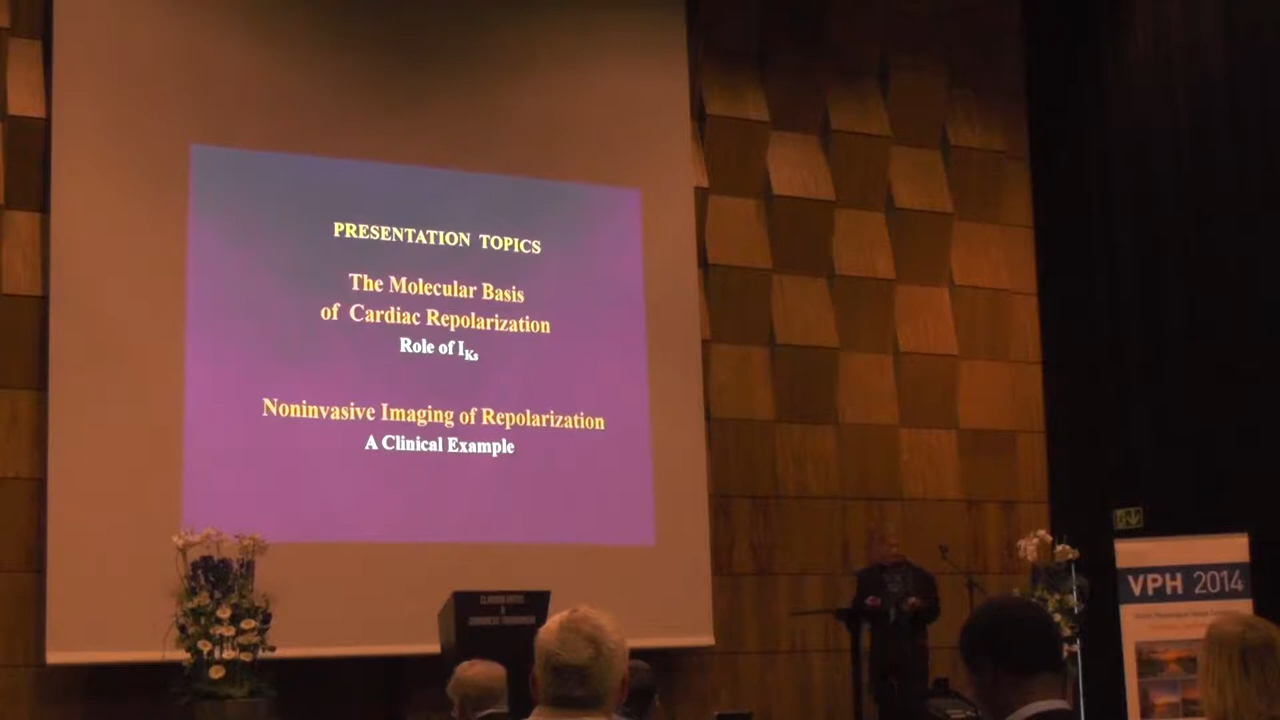 PRESENTATION TOPICS
The Molecular Basis
of Cardiac Repolarization
Role of IKs
Noninvasive Imaging of Repolarization
A Clinical Example
VPH 2014